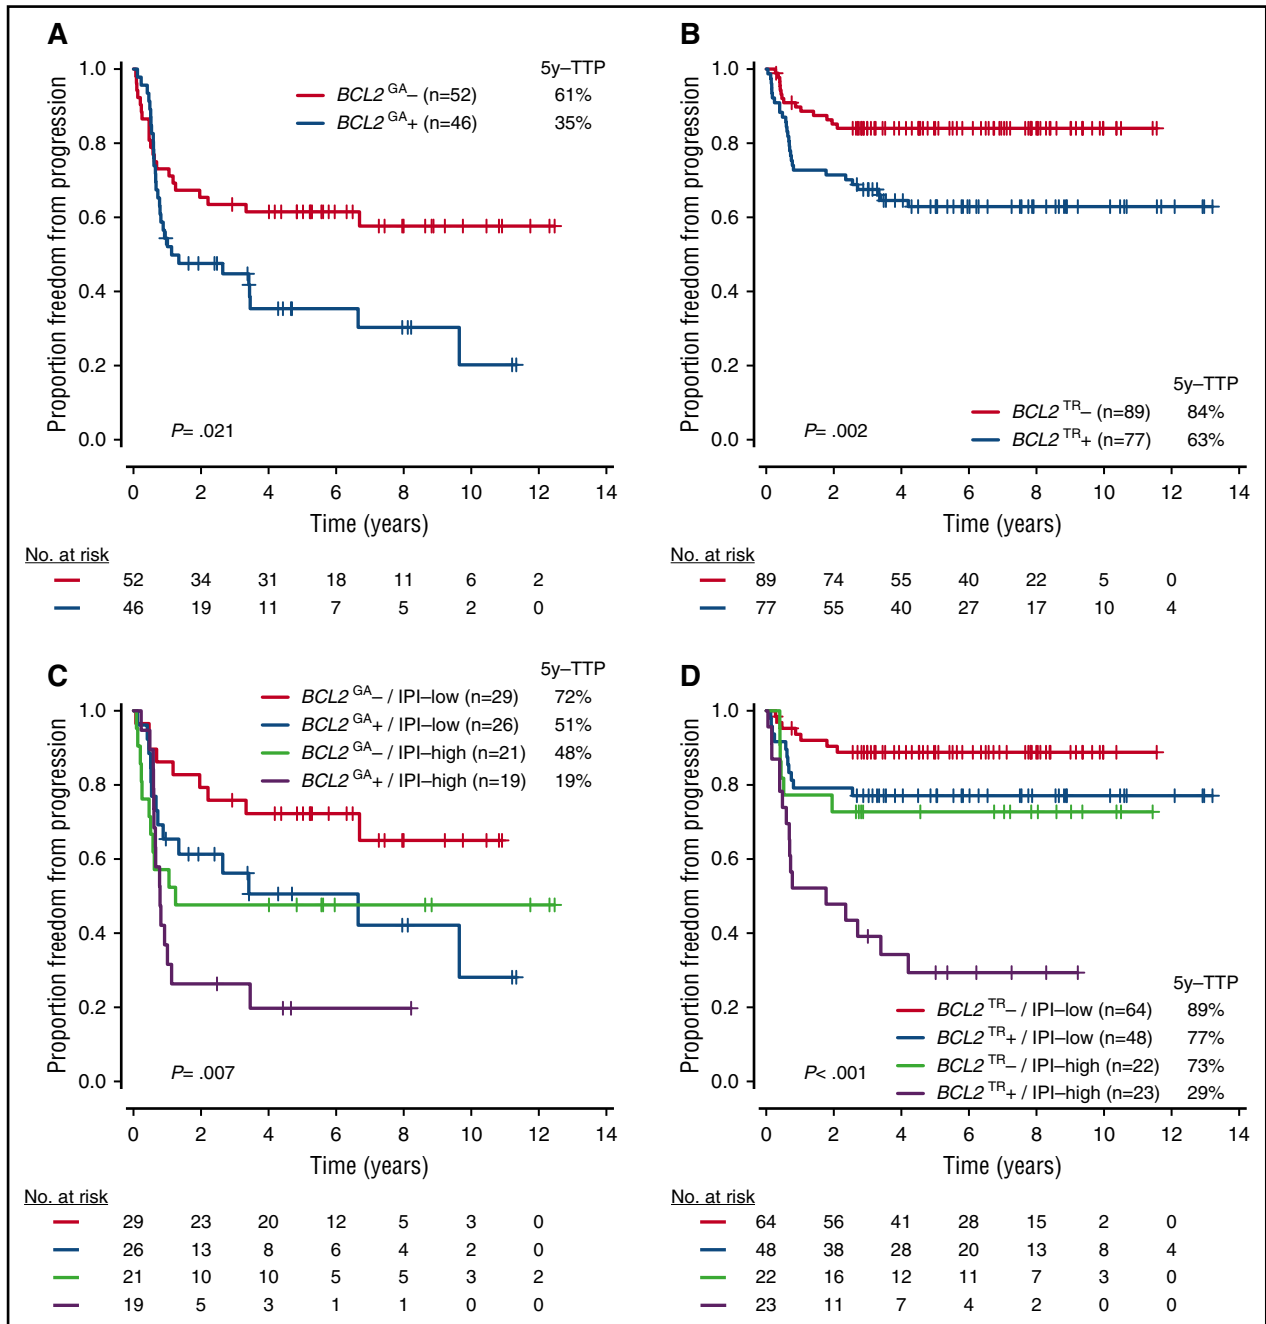 A
5y–TTP
BCL2 GA– (n=52) 61%
BCL2 GA+ (n=46) 35%
Proportion freedom from progression
1.0
0.8
0.6
0.4
0.2
0.0
P= .021
0 2 4 6 8 10 12 14
Time (years)
No. at risk
52 34 31 18 11 6 2
46 19 11 7 5 2 0
B
Proportion freedom from progression
1.0
0.8
0.6
0.4
0.2
0.0
5y–TTP
BCL2 TR– (n=89) 84%
BCL2 TR+ (n=77) 63%
P= .002
0 2 4 6 8 10 12 14
Time (years)
No. at risk
89 74 55 40 22 5 0
77 55 40 27 17 10 4
C
5y–TTP
BCL2 GA– / IPI–low (n=29) 72%
BCL2 GA+ / IPI–low (n=26) 51%
BCL2 GA– / IPI–high (n=21) 48%
BCL2 GA+ / IPI–high (n=19) 19%
Proportion freedom from progression
1.0
0.8
0.6
0.4
0.2
0.0
P= .007
0 2 4 6 8 10 12 14
Time (years)
No. at risk
29 23 20 12 5 3 0
26 13 8 6 4 2 0
21 10 10 5 5 3 2
19 5 3 1 1 0 0
D
Proportion freedom from progression
1.0
0.8
0.6
0.4
0.2
0.0
5y–TTP
BCL2 TR– / IPI–low (n=64) 89%
BCL2 TR+ / IPI–low (n=48) 77%
BCL2 TR– / IPI–high (n=22) 73%
BCL2 TR+ / IPI–high (n=23) 29%
P< .001
0 2 4 6 8 10 12 14
Time (years)
No. at risk
64 56 41 28 15 2 0
48 38 28 20 13 8 4
22 16 12 11 7 3 0
23 11 7 4 2 0 0